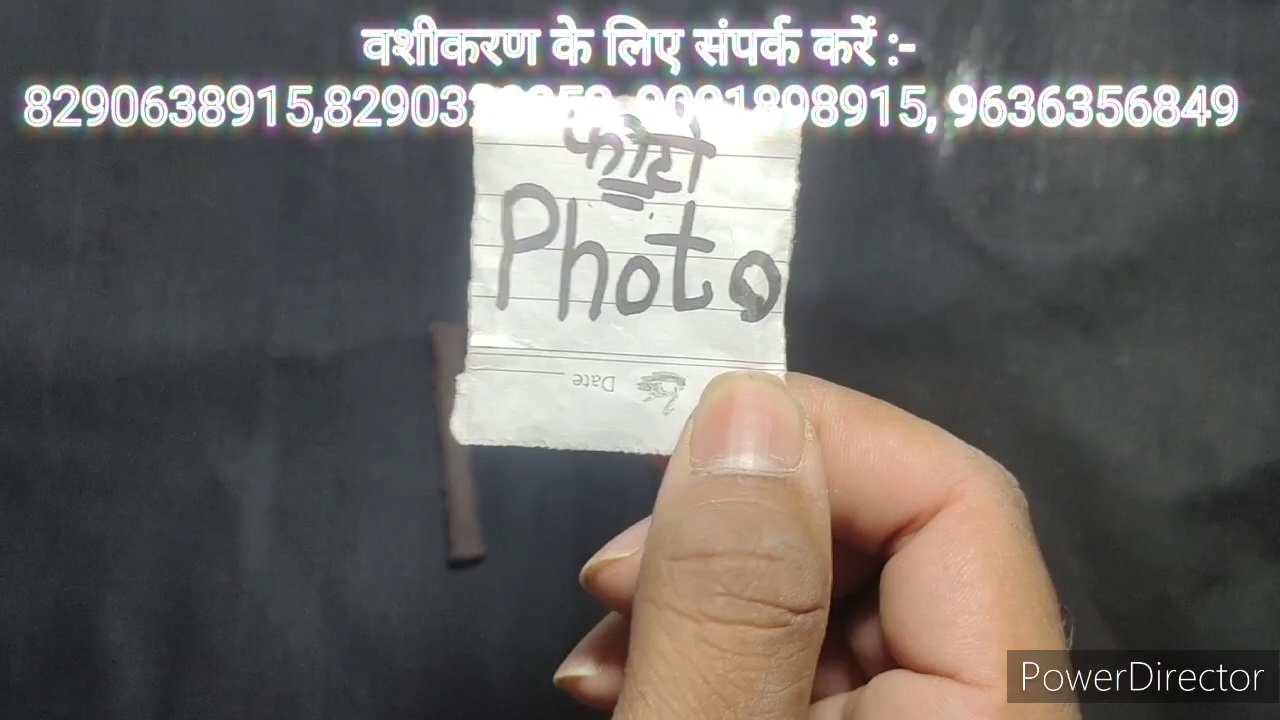 वशीकरण के लिए संपर्क करें :-
8290638915, 9636356849
फोटो
Photo
Date
PowerDirector